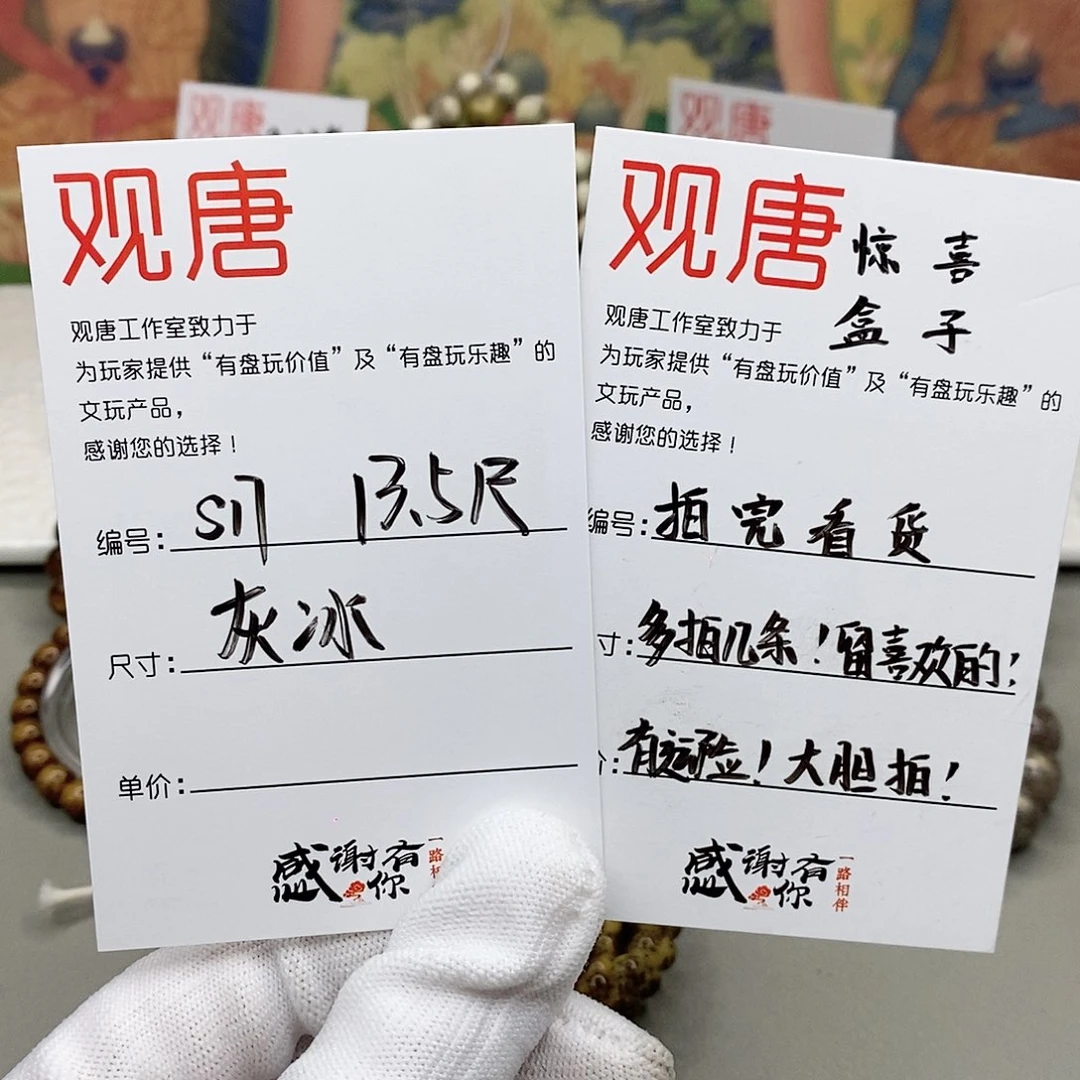 观唐
观唐
观唐
观唐工作室致力于
为玩家提供“有盘玩价值”及“有盘玩乐趣”的
文玩产品，
感谢您的选择！
编号：S17 13.5尺
尺寸：灰冰
单价：
感谢有你
一路相
观唐
惊喜
盒子
观唐工作室致力于
为玩家提供“有盘玩价值”及“有盘玩乐趣”的
文玩产品，
感谢您的选择！
编号：拍完看货
寸：多拍几条！留喜欢的！
价：有运险！大胆拍！
感谢有你
一路相伴